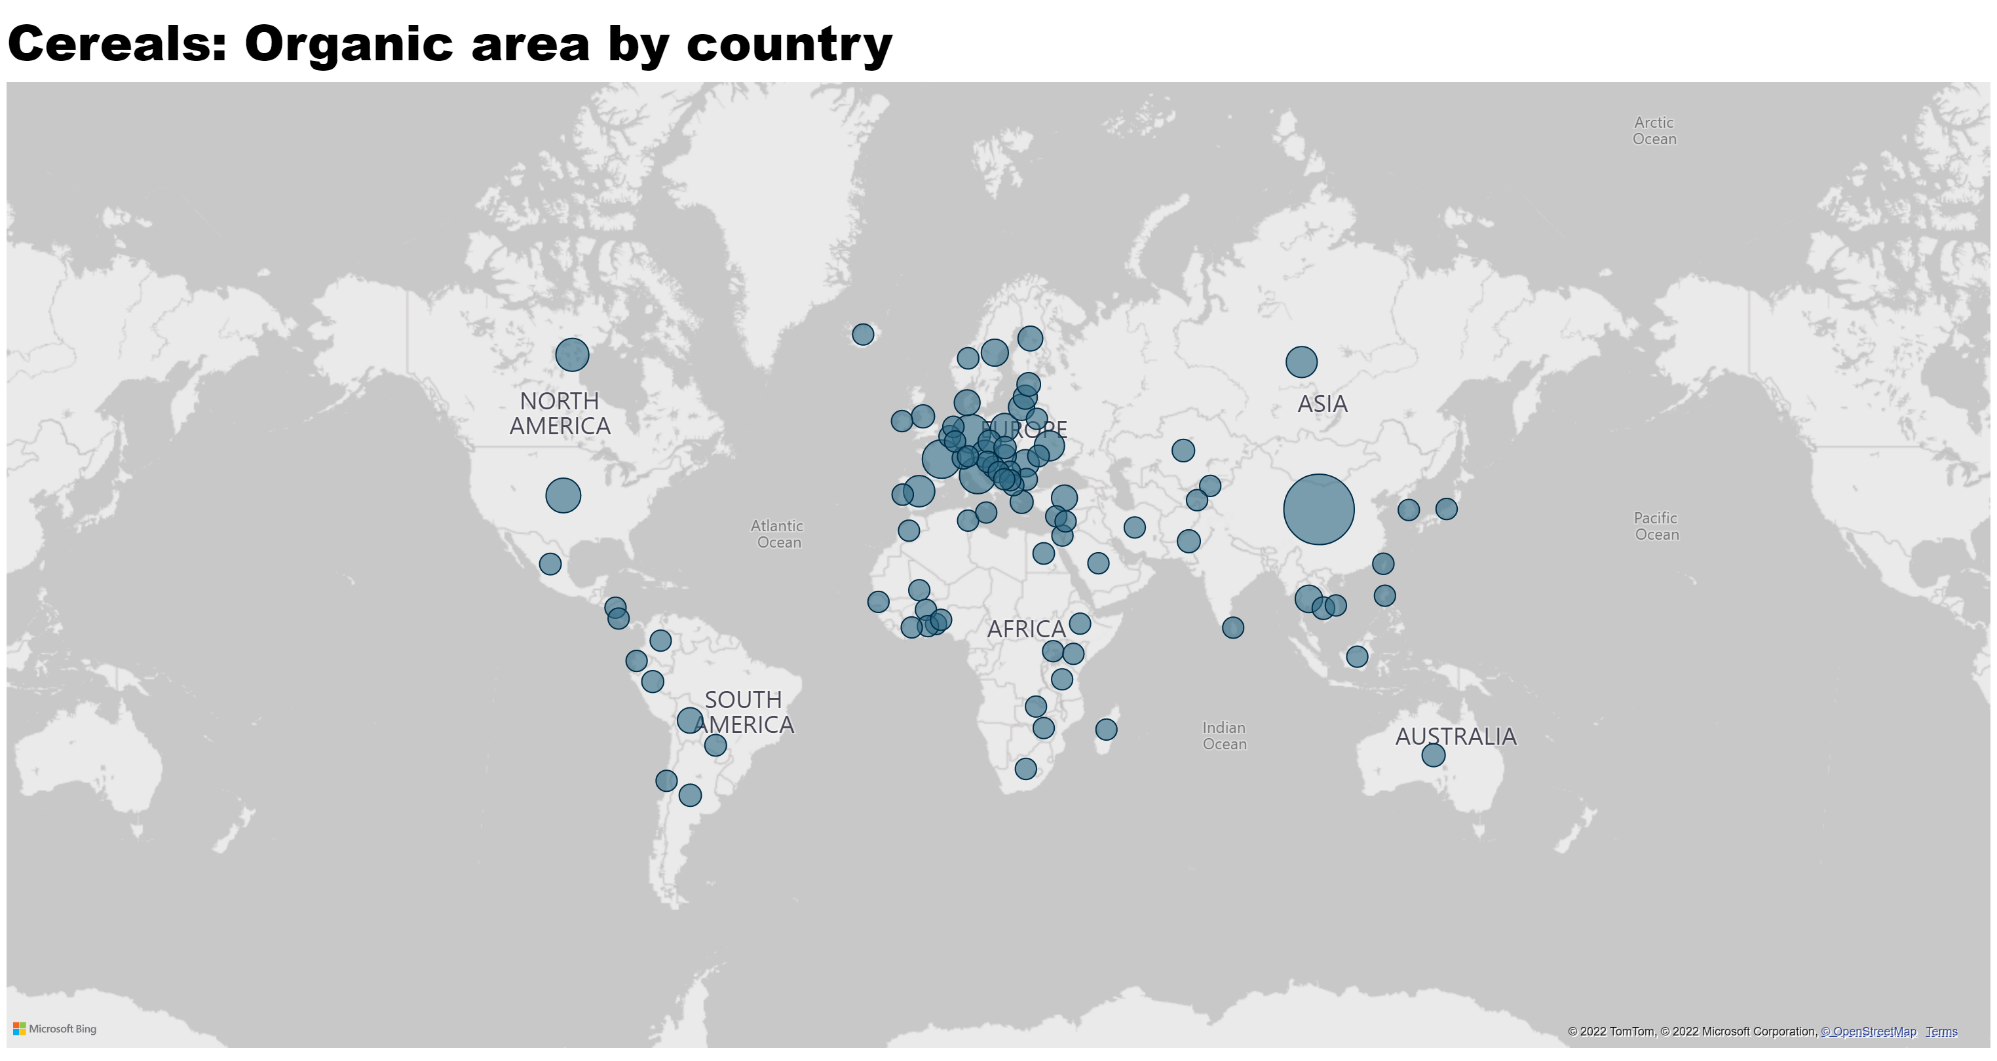 Cereals: Organic area by country
Arctic
Ocean
NORTH
AMERICA
ASIA
EUROPE
Atlantic
Ocean
Pacific
Ocean
AFRICA
SOUTH
AMERICA
Indian
Ocean
AUSTRALIA
Microsoft Bing
© 2022 TomTom, © 2022 Microsoft Corporation, © OpenStreetMap Terms